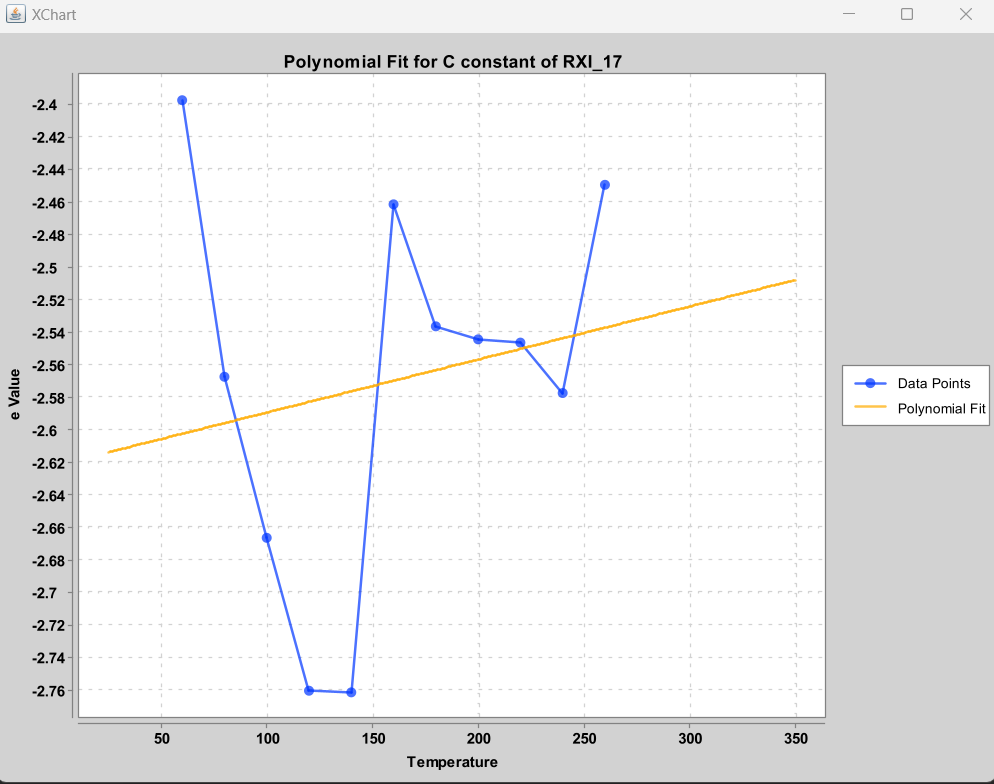 XChart
Polynomial Fit for C constant of RXI_17
-2.4
-2.42
-2.44
-2.46
-2.48
-2.5
-2.52
-2.54
-2.56
-2.58
-2.6
-2.62
-2.64
-2.66
-2.68
-2.7
-2.72
-2.74
-2.76
e Value
50 100 150 200 250 300 350
Temperature
Data Points
Polynomial Fit